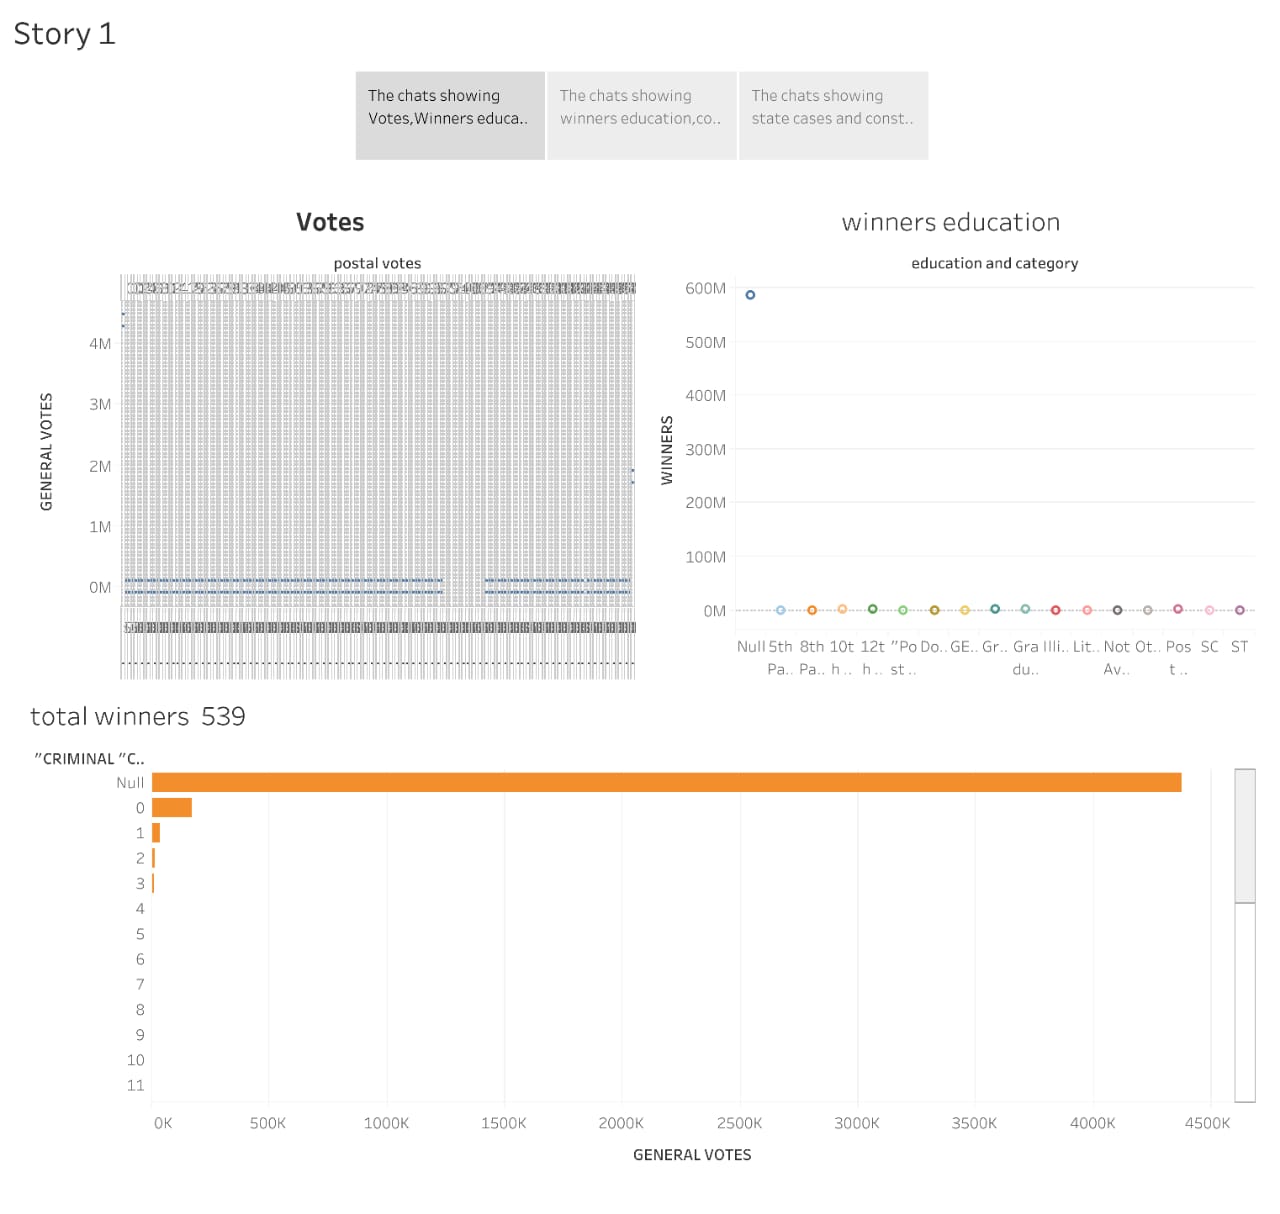 Story 1
The chats showing
Votes,Winners educa..
The chats showing
winners education,co..
The chats showing
state cases and const..
Votes
winners education
postal votes
education and category
GENERAL VOTES
4M
3M
2M
1M
0M
WINNERS
600M
500M
400M
300M
200M
100M
0M
Null 5th 8th 10t 12t "Po Do.. GE.. Gr.. Gra Illi.. Lit.. Not Ot.. Pos SC ST
Pa.. Pa.. h .. h .. st .. du.. Av.. t ..
total winners 539
"CRIMINAL "C..
Null
0
1
2
3
4
5
6
7
8
9
10
11
0K 500K 1000K 1500K 2000K 2500K 3000K 3500K 4000K 4500K
GENERAL VOTES